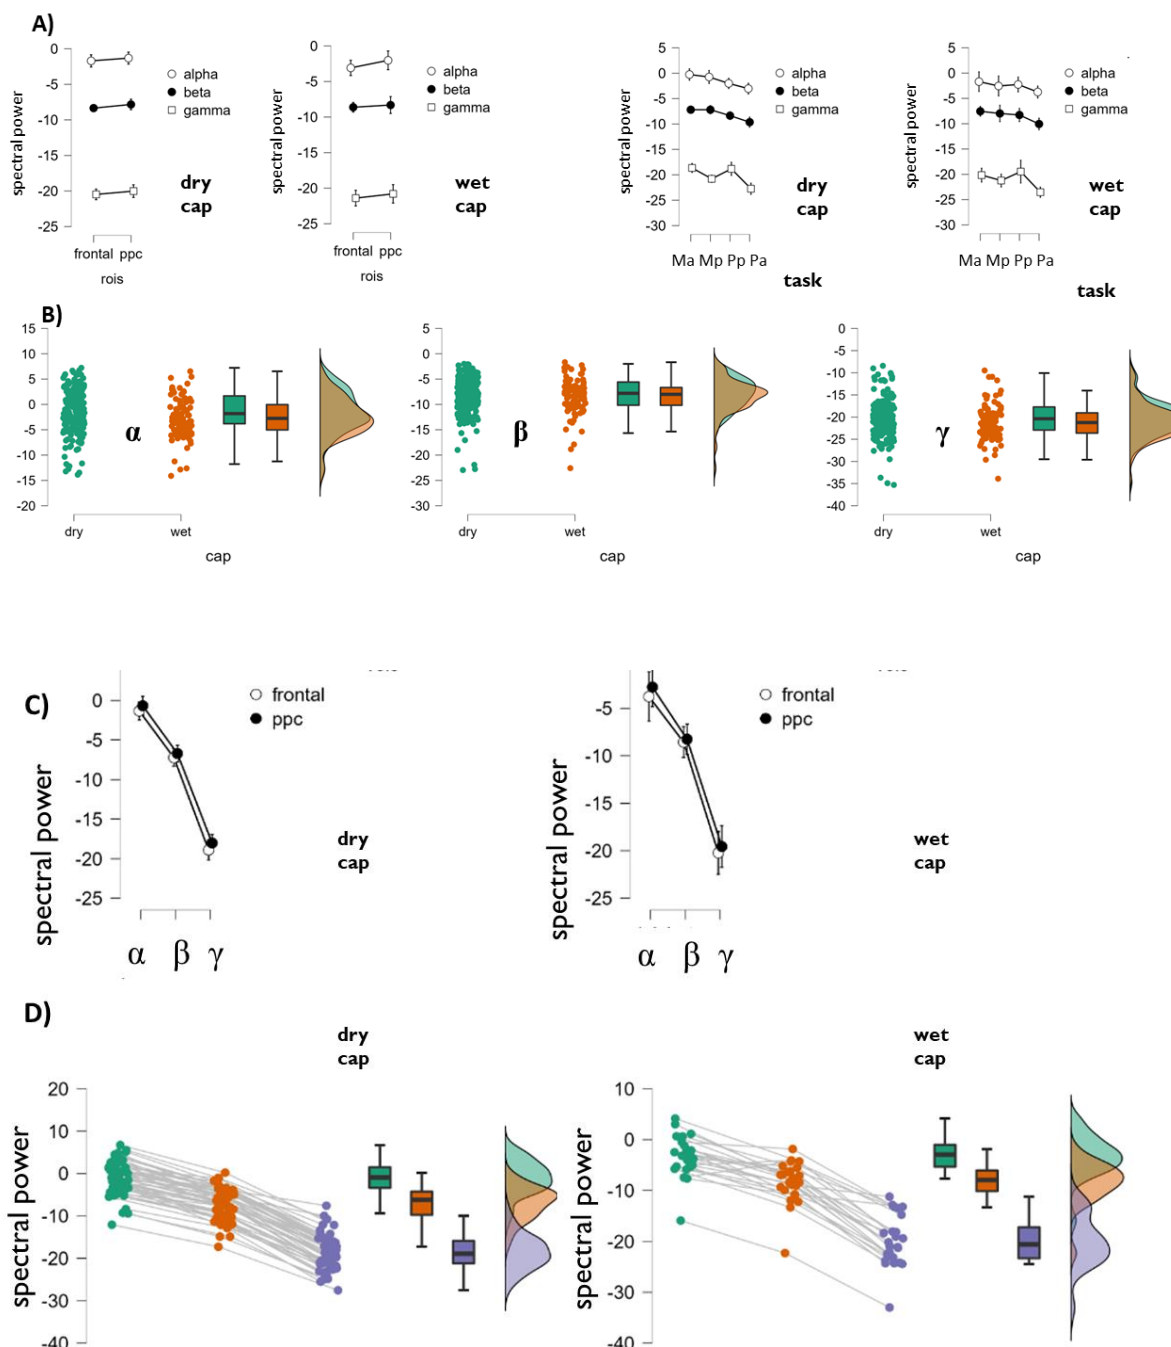 A)
0
-5
-10
-15
-20
-25
spectral power
frontal ppc
rois
alpha
beta
gamma
dry
cap
0
-5
-10
-15
-20
-25
spectral power
frontal ppc
rois
alpha
beta
gamma
wet
cap
5
0
-5
-10
-15
-20
-25
-30
spectral power
Ma Mp Pp Pa
task
alpha
beta
gamma
dry
cap
5
0
-5
-10
-15
-20
-25
-30
spectral power
Ma Mp Pp Pa
task
alpha
beta
gamma
wet
cap
B)
15
10
5
0
-5
-10
-15
-20
α
dry wet
cap
5
0
-5
-10
-15
-20
-25
-30
β
dry wet
cap
0
-5
-10
-15
-20
-25
-30
-35
-40
γ
dry wet
cap
C)
0
-5
-10
-15
-20
-25
spectral power
α β γ
frontal
ppc
dry
cap
-5
-10
-15
-20
-25
spectral power
α β γ
frontal
ppc
wet
cap
D)
dry
cap
20
10
0
-10
-20
-30
-40
spectral power
wet
cap
10
0
-10
-20
-30
-40
spectral power